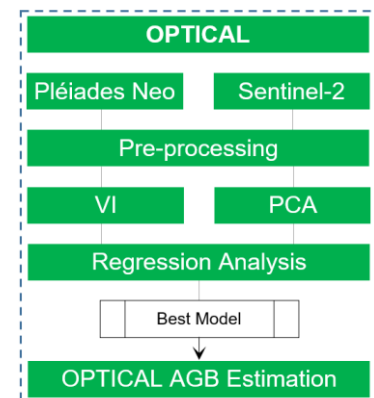 OPTICAL
Pléiades Neo
Sentinel-2
Pre-processing
VI
PCA
Regression Analysis
Best Model
OPTICAL AGB Estimation